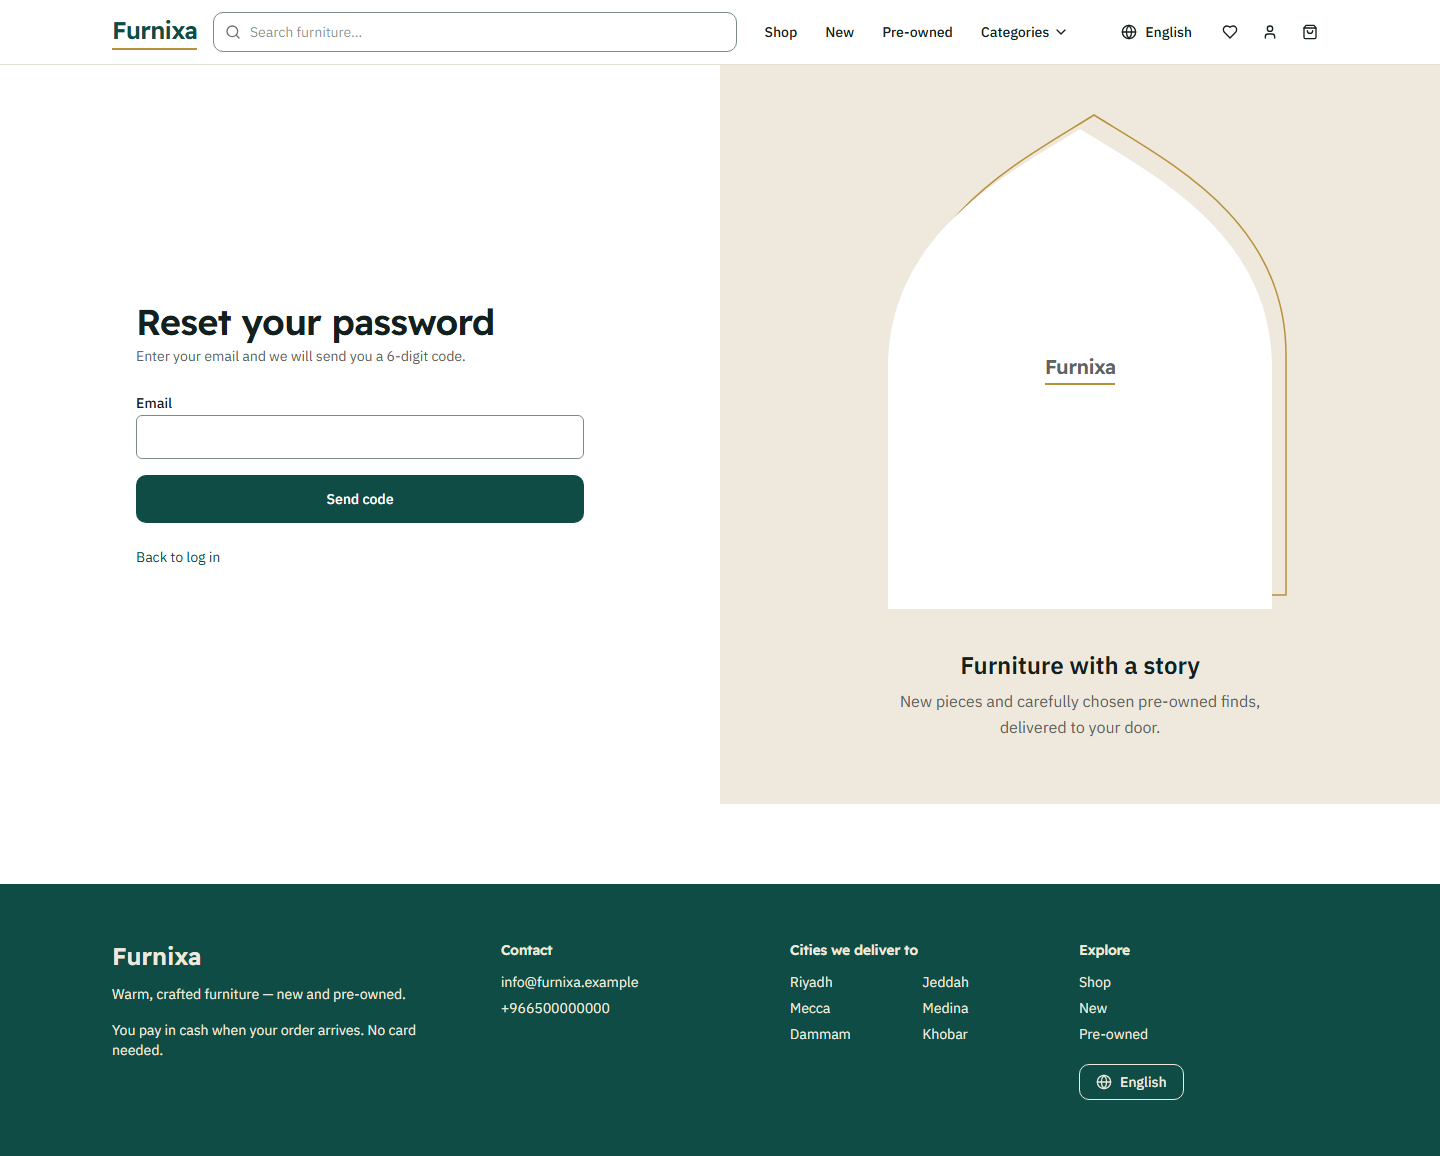 Furnixa
Search furniture...
Shop
New
Pre-owned
Categories
English
Reset your password
Enter your email and we will send you a 6-digit code.
Email
Send code
Back to log in
Furnixa
Furniture with a story
New pieces and carefully chosen pre-owned finds,
delivered to your door.
Furnixa
Warm, crafted furniture — new and pre-owned.
You pay in cash when your order arrives. No card
needed.
Contact
info@furnixa.example
+966500000000
Cities we deliver to
Riyadh
Jeddah
Mecca
Medina
Dammam
Khobar
Explore
Shop
New
Pre-owned
English